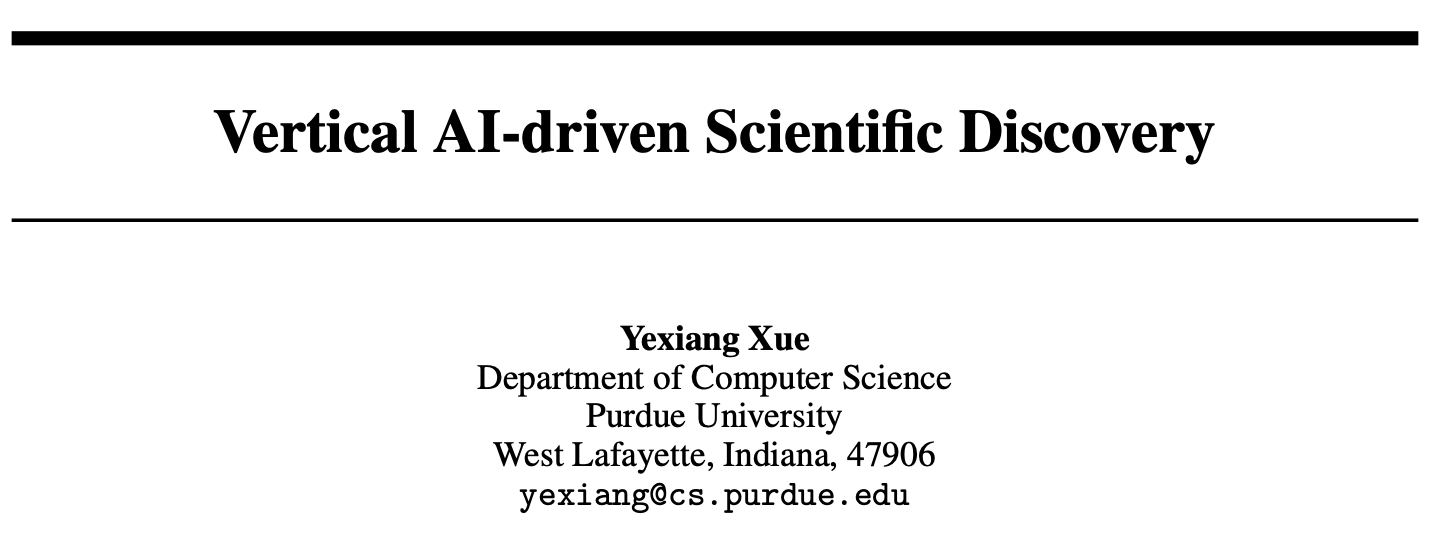 Vertical AI-driven Scientific Discovery
Yexiang Xue
Department of Computer Science
Purdue University
West Lafayette, Indiana, 47906
yexiang@cs.purdue.edu